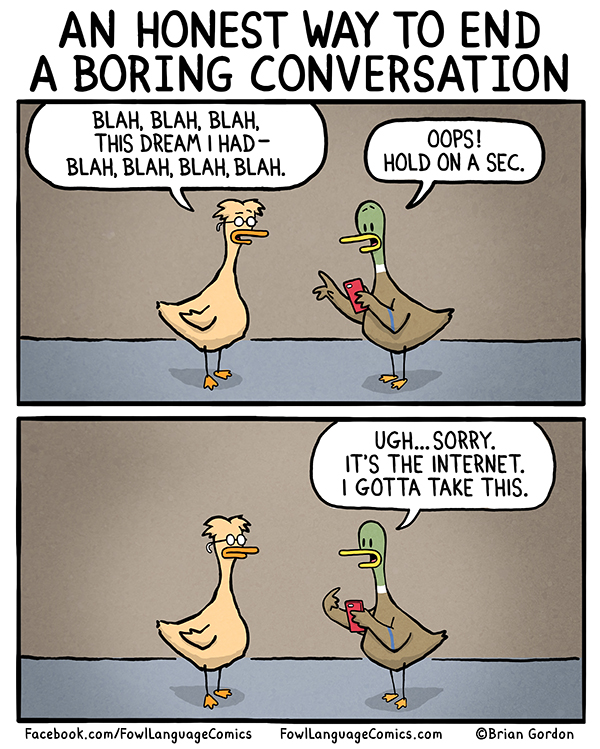 AN HONEST WAY TO END
A BORING CONVERSATION
BLAH, BLAH, BLAH,
THIS DREAM I HAD–
BLAH, BLAH, BLAH, BLAH.
OOPS!
HOLD ON A SEC.
UGH... SORRY.
IT'S THE INTERNET.
I GOTTA TAKE THIS.
Facebook.com/FowlLanguageComics
FowlLanguageComics.com
©Brian Gordon